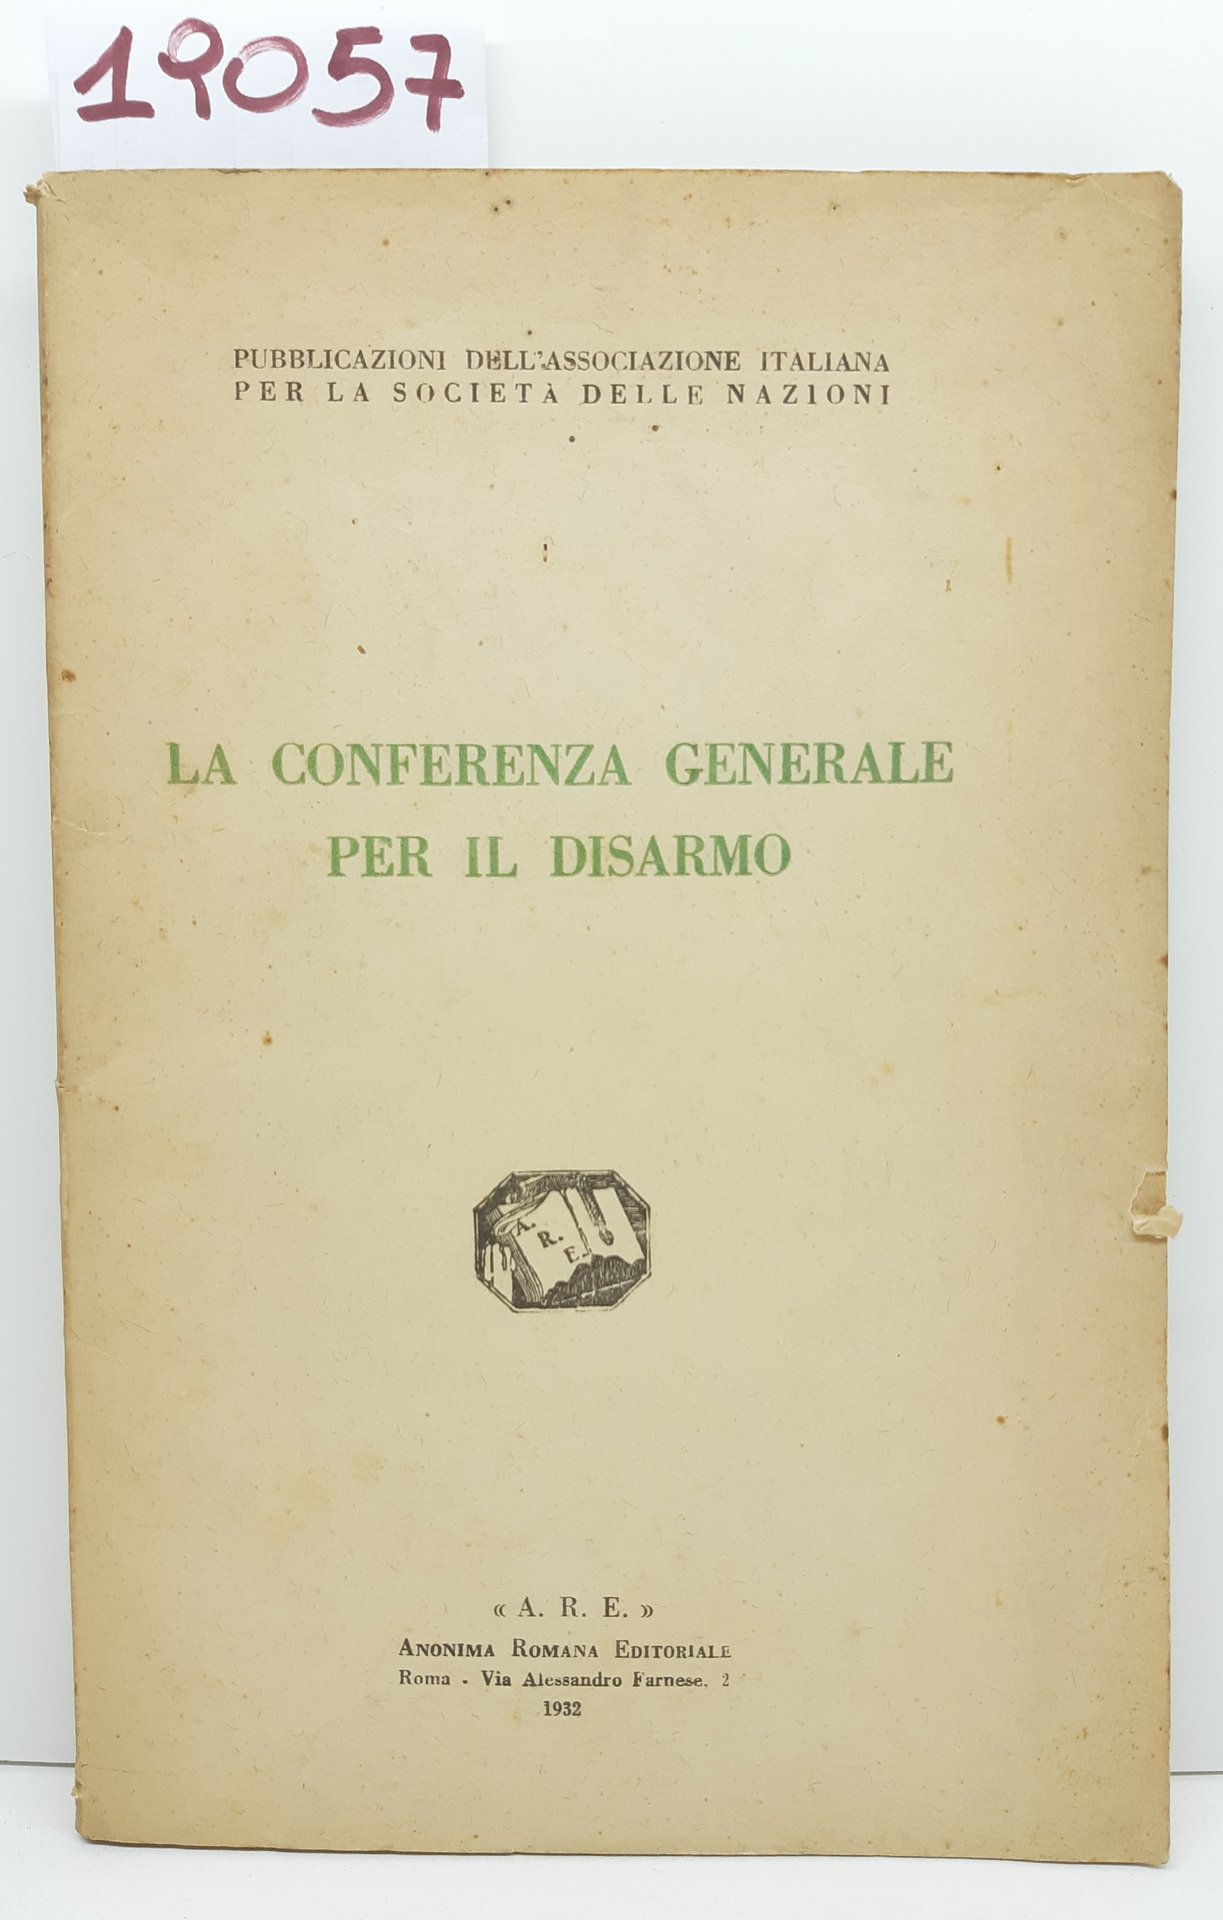 19057
PUBBLICAZIONI DELL'ASSOCIAZIONE ITALIANA
PER LA SOCIETÀ DELLE NAZIONI
LA CONFERENZA GENERALE
PER IL DISARMO
A.
R.
E.
« A. R. E. »
ANONIMA ROMANA EDITORIALE
Roma - Via Alessandro Farnese, 2
1932